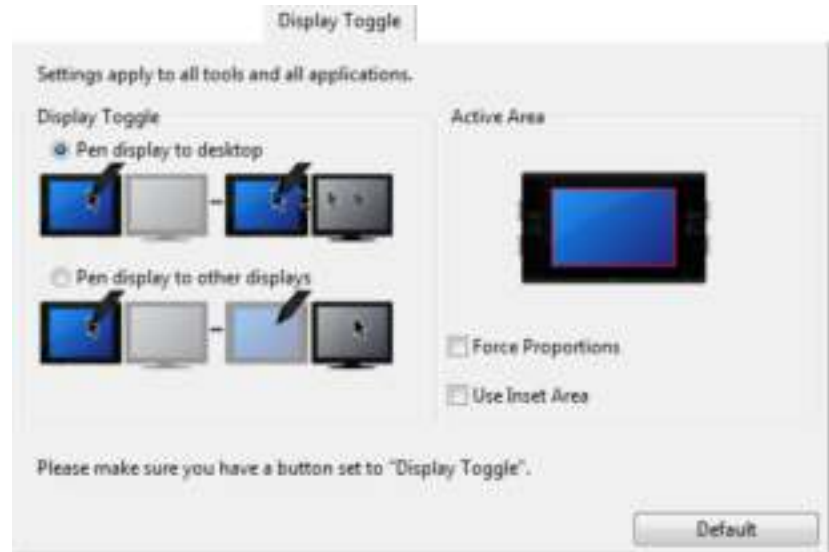 Display Toggle
Settings apply to all tools and all applications.
Display Toggle
Pen display to desktop
Pen display to other displays
Active Area
Force Proportions
Use Inset Area
Please make sure you have a button set to "Display Toggle".
Default